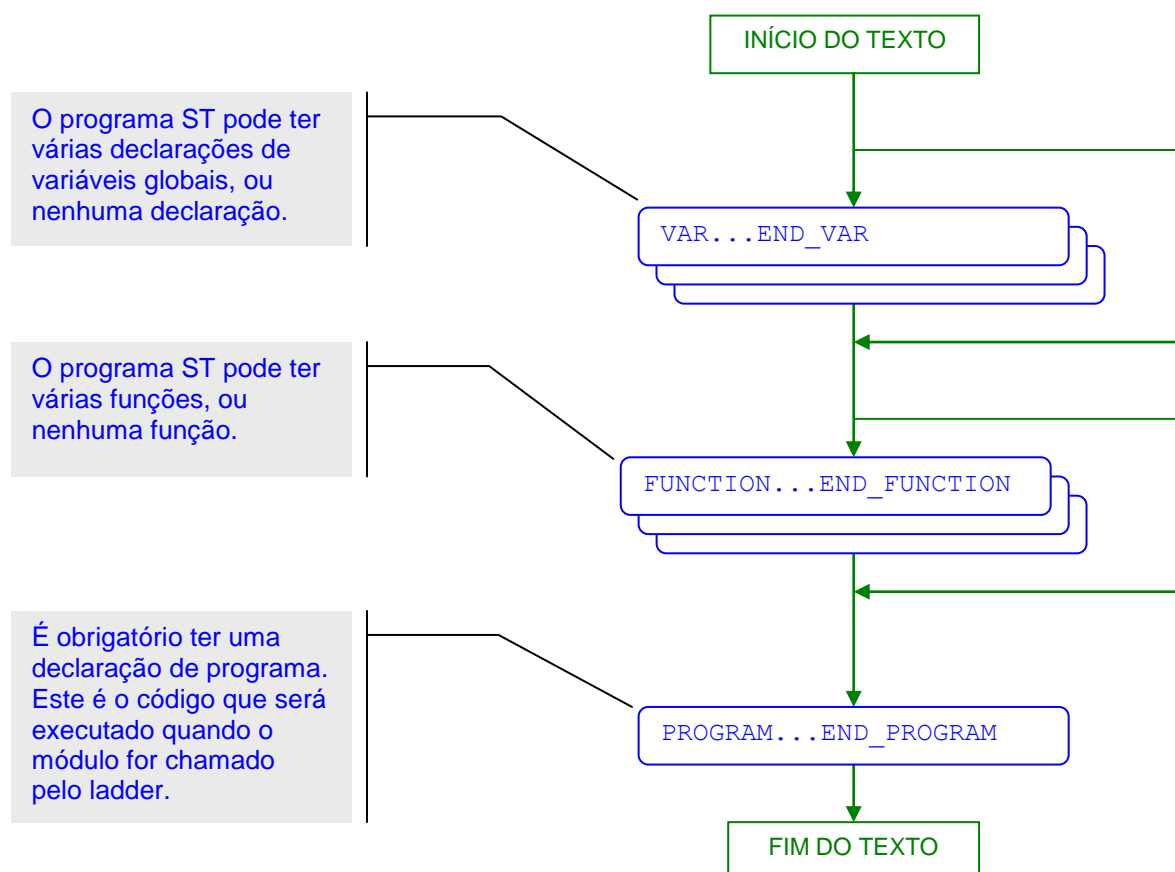 INÍCIO DO TEXTO
O programa ST pode ter
várias declarações de
variáveis globais, ou
nenhuma declaração.
VAR...END_VAR
O programa ST pode ter
várias funções, ou
nenhuma função.
FUNCTION...END_FUNCTION
É obrigatório ter uma
declaração de programa.
Este é o código que será
executado quando o
módulo for chamado
pelo ladder.
PROGRAM...END_PROGRAM
FIM DO TEXTO